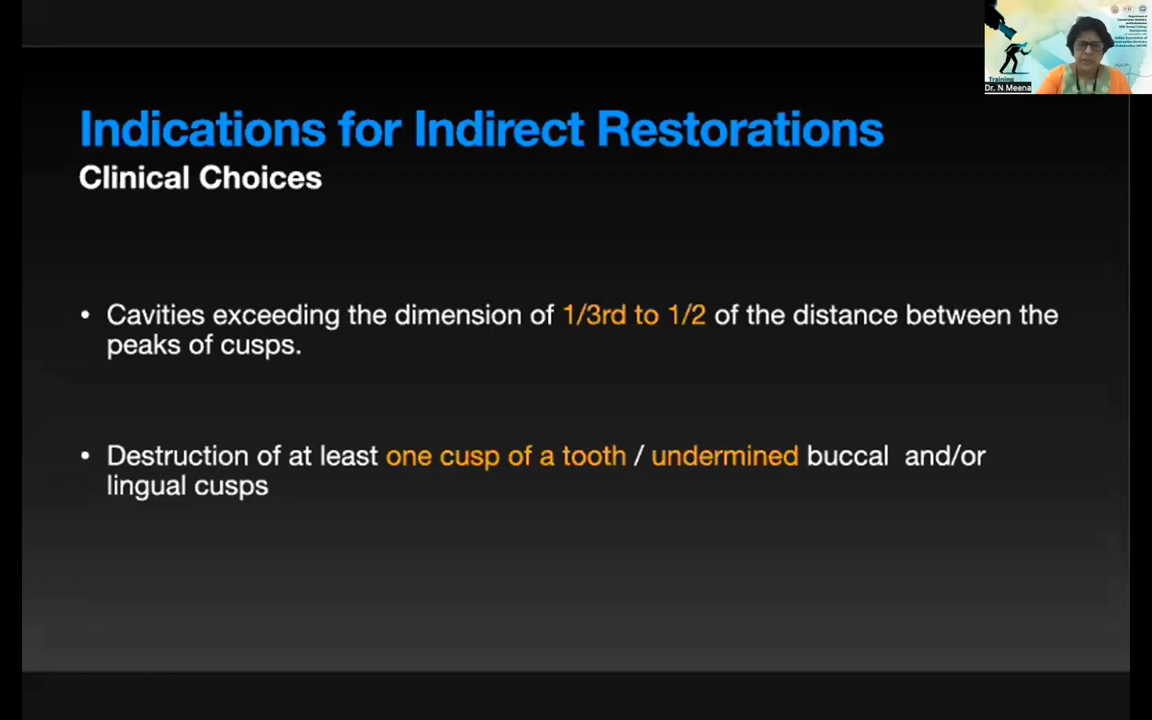 Indications for Indirect Restorations
Clinical Choices
• Cavities exceeding the dimension of 1/3rd to 1/2 of the distance between the
peaks of cusps.
• Destruction of at least one cusp of a tooth / undermined buccal and/or
lingual cusps
Training
Dr. N Meena